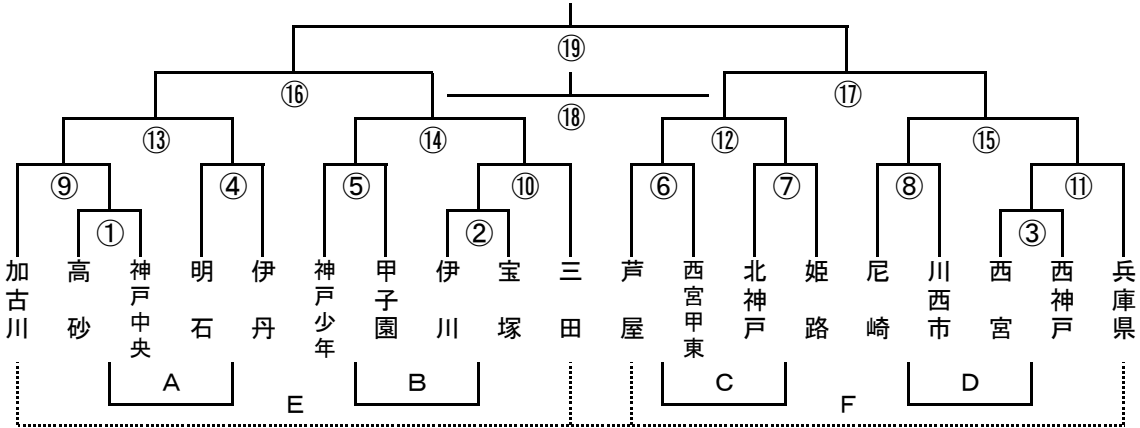 ⑲
⑯ ⑱ ⑰
⑬ ⑭ ⑫ ⑮
⑨ ④ ⑤ ⑩ ⑥ ⑦ ⑧ ⑪
① ② ③
加古川
高砂
神戸中央
明石
伊丹
神戸少年
甲子園
伊川
宝塚
三田
芦屋
西宮甲東
北神戸
姫路
尼崎
川西市
西宮
西神戸
兵庫県
A B C D
E F